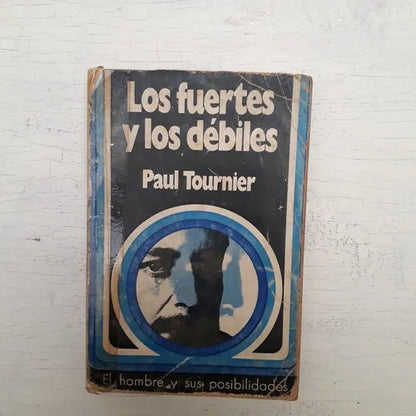 Los fuertes
y los débiles
Paul Tournier
El hombre y sus posibilidades